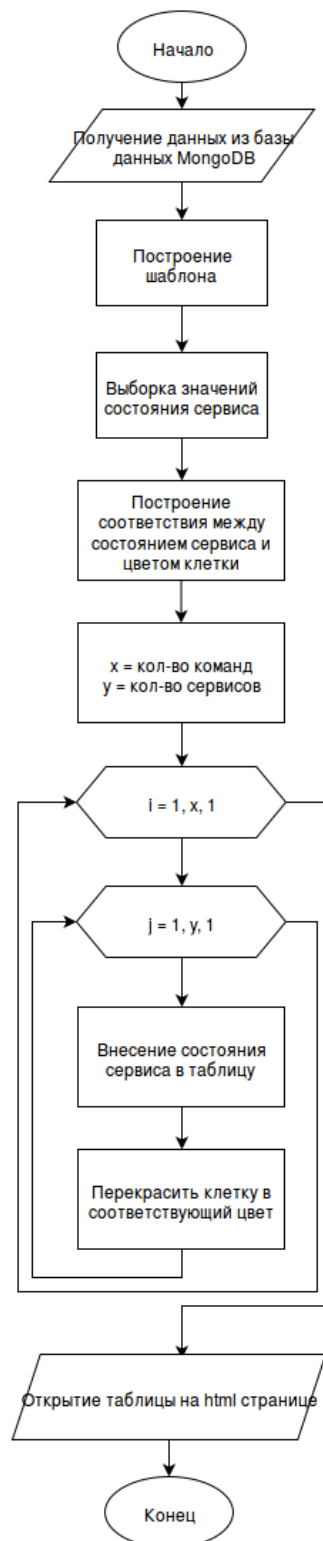 Начало
Получение данных из базы
данных MongoDB
Построение
шаблона
Выборка значений
состояния сервиса
Построение
соответствия между
состоянием сервиса и
цветом клетки
x = кол-во команд
y = кол-во сервисов
i = 1, x, 1
j = 1, y, 1
Внесение состояния
сервиса в таблицу
Перекрасить клетку в
соответствующий цвет
Открытие таблицы на html странице
Конец